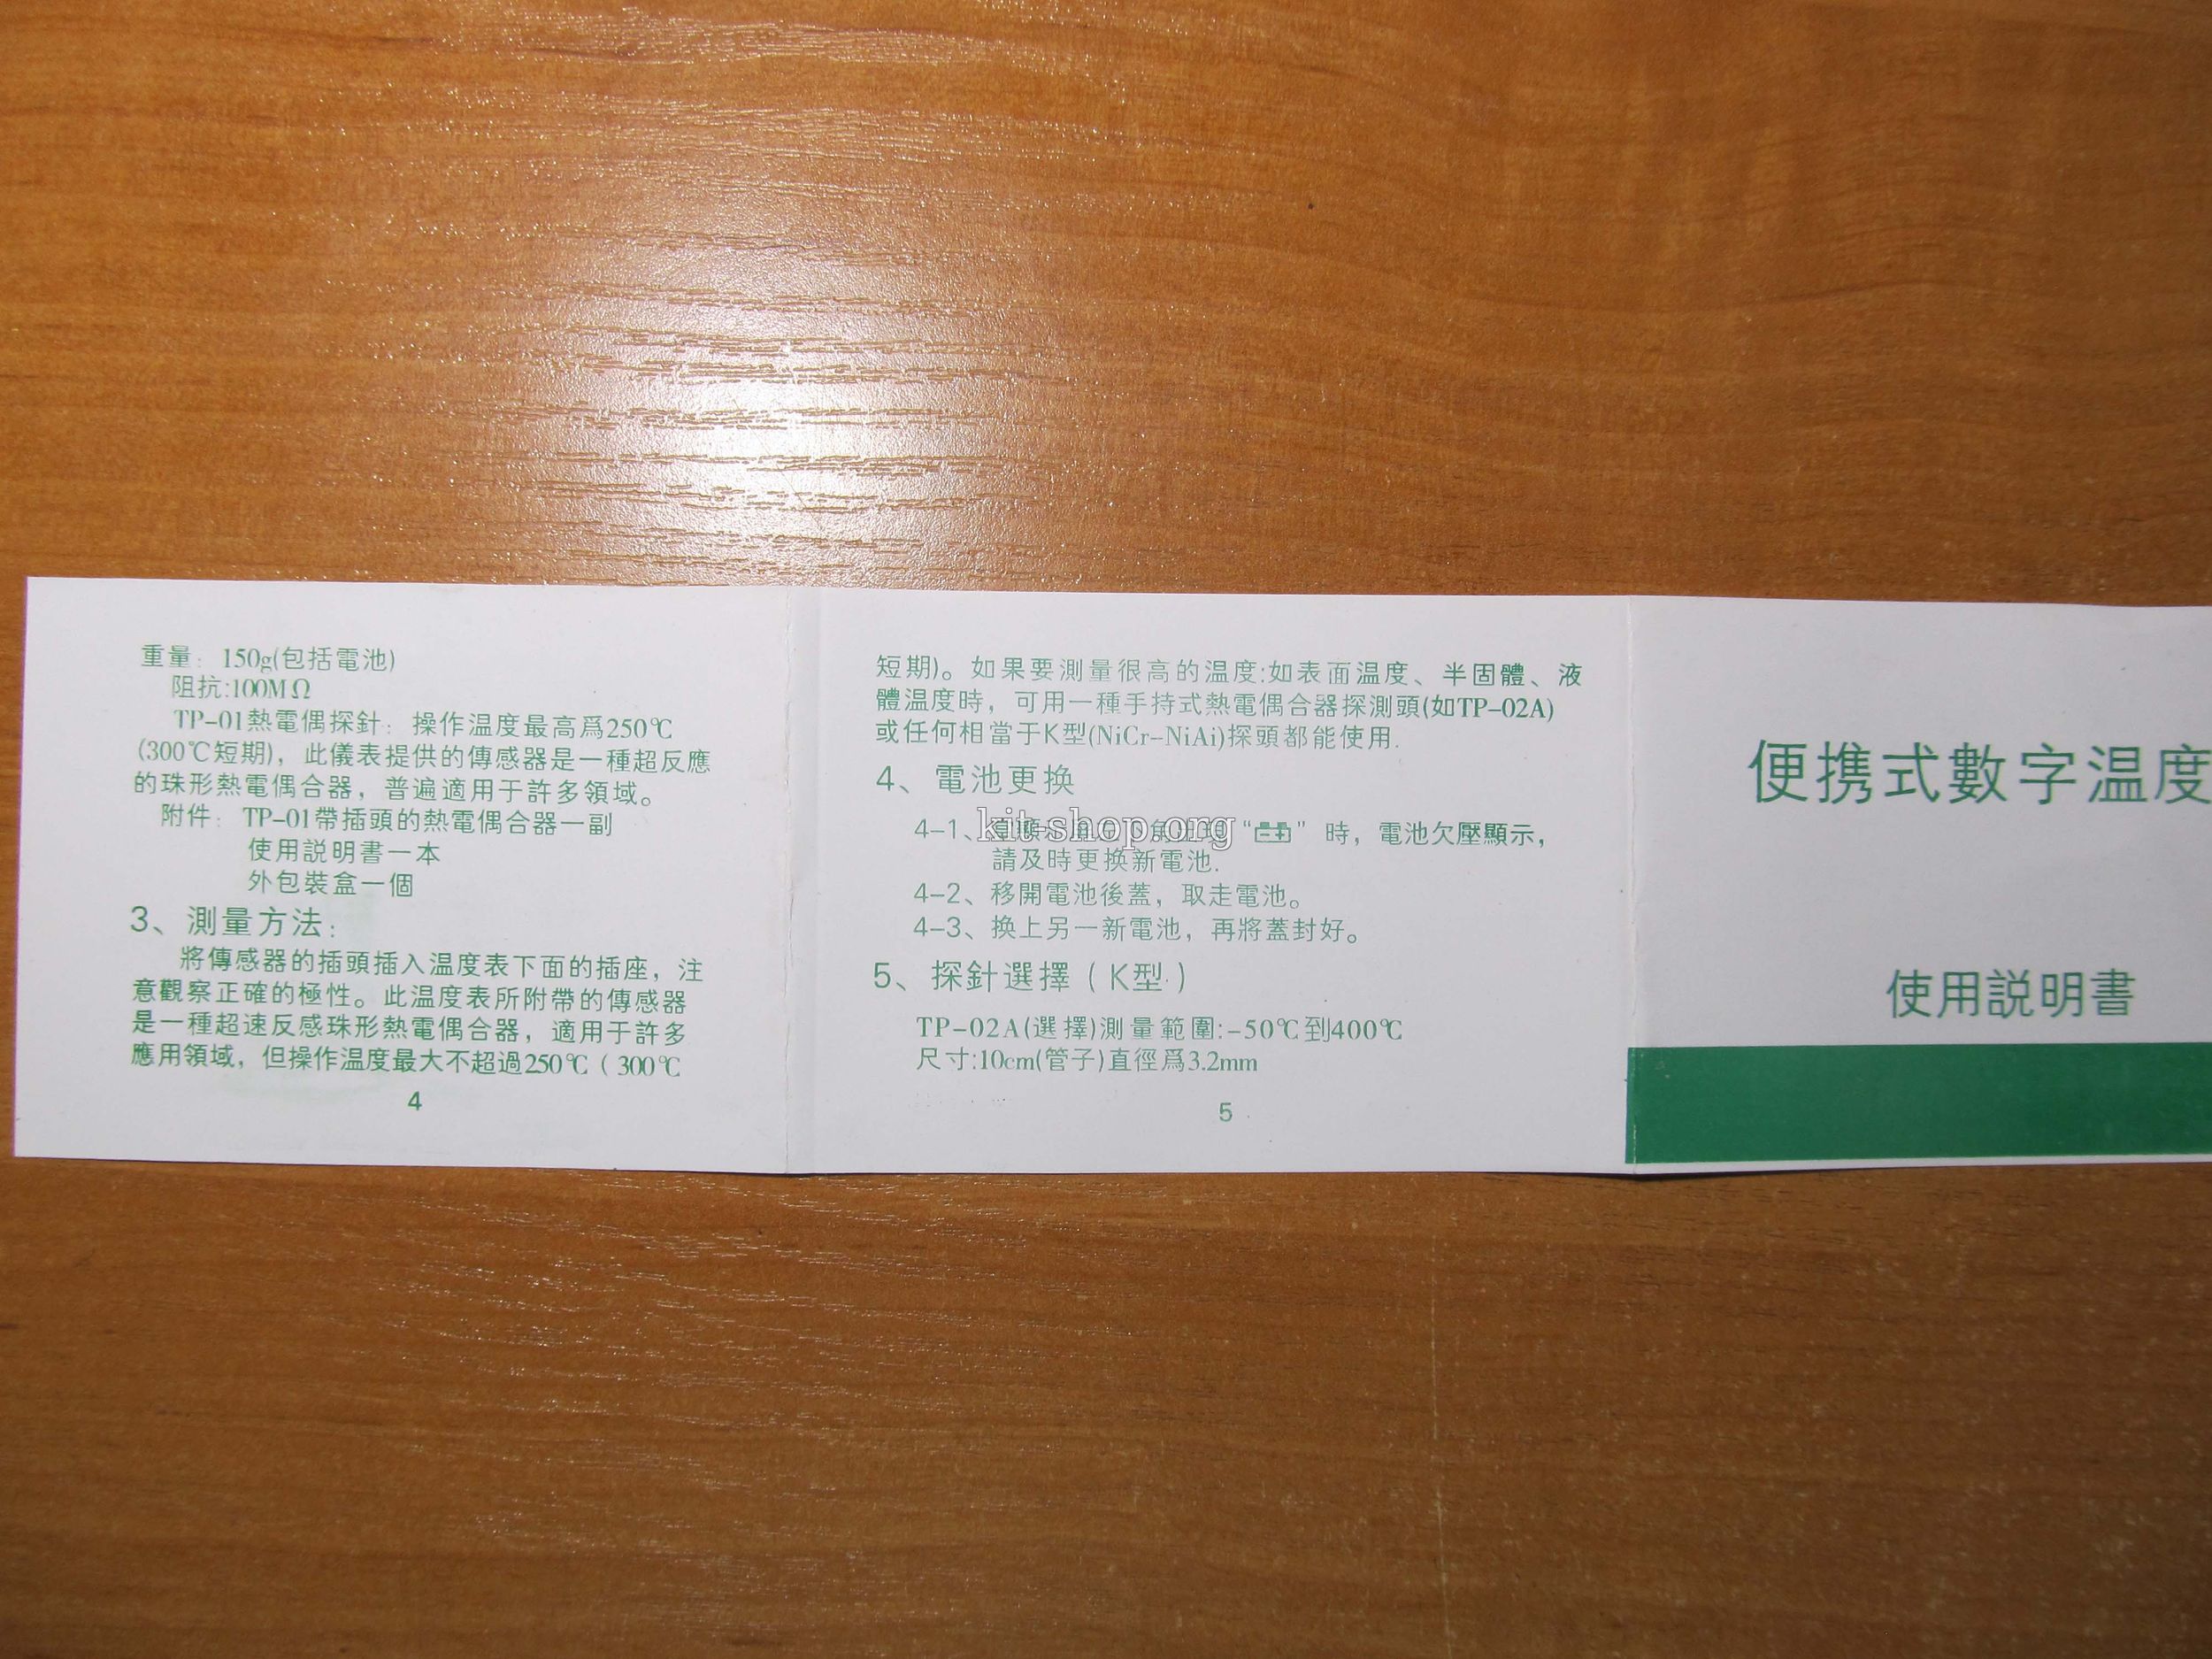 重量：150g(包括電池)
阻抗:100MΩ
TP-01熱電偶探針：操作温度最高爲250℃
(300℃短期)，此儀表提供的傳感器是一種超反應
的珠形熱電偶合器，普遍適用于許多領域。
附件：TP-01帶插頭的熱電偶合器一副
使用説明書一本
外包裝盒一個
3、測量方法：
將傳感器的插頭插入温度表下面的插座，注
意觀察正確的極性。此温度表所附帶的傳感器
是一種超速反感珠形熱電偶合器，適用于許多
應用領域，但操作温度最大不超過250℃（300℃
4
短期)。如果要測量很高的温度:如表面温度、半固體、液
體温度時，可用一種手持式熱電偶合器探測頭(如TP-02A)
或任何相當于K型(NiCr-NiAi)探頭都能使用.
4、電池更換
4-1、“ ”時，電池欠壓顯示，
請及時更換新電池.
4-2、移開電池後蓋，取走電池。
4-3、換上另一新電池，再將蓋封好。
5、探針選擇（K型）
TP-02A(選擇)測量範圍:-50℃到400℃
尺寸:10cm(管子)直徑爲3.2mm
5
便携式數字温度
使用説明書
kit-shop.org